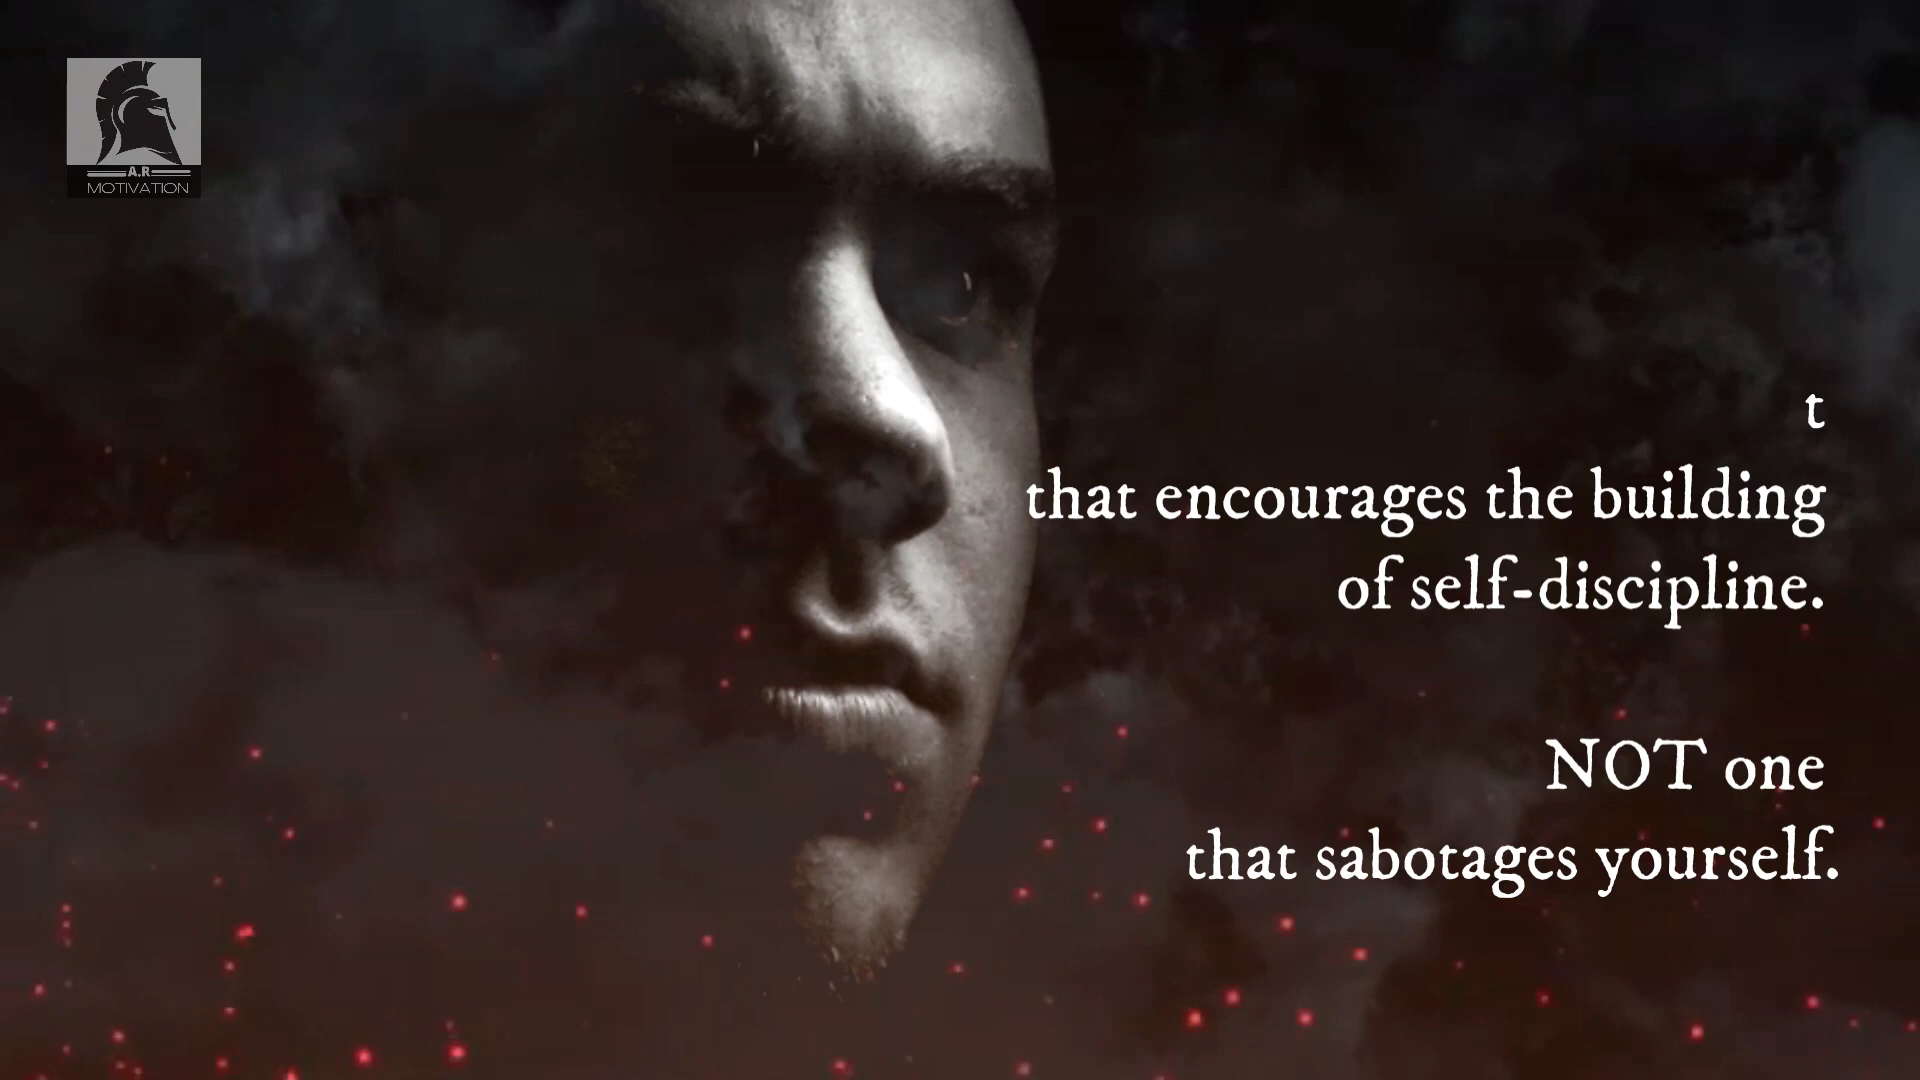 A.R
MOTIVATION
t
that encourages the building
of self-discipline.
NOT one
that sabotages yourself.